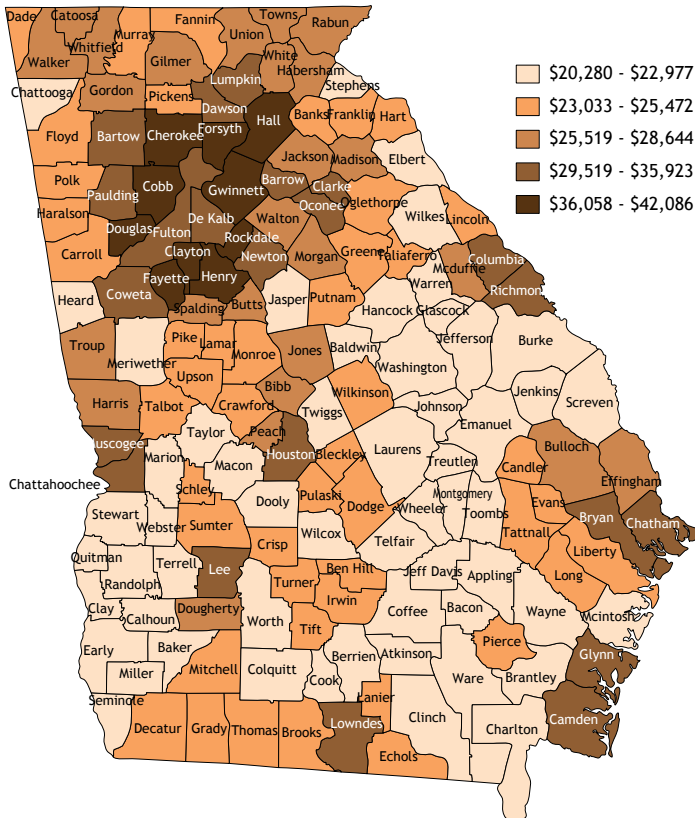 Dade
Catoosa
Fannin
Towns
Rabun
Murray
Union
Whitfield
Walker
Gilmer
White
Habersham
Lumpkin
Stephens
Chattooga
Gordon
Pickens
Dawson
Banks
Franklin
Hart
Hall
Floyd
Bartow
Cherokee
Forsyth
Jackson
Madison
Elbert
Polk
Cobb
Gwinnett
Barrow
Clarke
Paulding
Oconee
Oglethorpe
Haralson
De Kalb
Walton
Wilkes
Lincoln
Douglas
Fulton
Rockdale
Carroll
Clayton
Newton
Morgan
Greene
Taliaferro
Columbia
Mcduffie
Fayette
Henry
Warren
Richmon
Heard
Coweta
Spalding
Butts
Jasper
Putnam
Hancock
Glascock
Troup
Meriwether
Pike
Lamar
Monroe
Jones
Baldwin
Jefferson
Burke
Washington
Upson
Bibb
Wilkinson
Jenkins
Screven
Harris
Talbot
Crawford
Twiggs
Johnson
Emanuel
Taylor
Peach
uscogee
Marion
Macon
Houston
Bleckley
Laurens
Treutlen
Candler
Bulloch
Effingham
Chattahoochee
Schley
Dooly
Pulaski
Dodge
Wheeler
Montgomery
Toombs
Evans
Bryan
Chatham
Stewart
Webster
Sumter
Wilcox
Telfair
Tattnall
Liberty
Crisp
Quitman
Terrell
Lee
Randolph
Turner
Ben Hill
Irwin
Jeff Davis
Appling
Long
Clay
Calhoun
Dougherty
Worth
Tift
Coffee
Bacon
Wayne
Mcintosh
Early
Baker
Miller
Mitchell
Colquitt
Berrien
Cook
Atkinson
Pierce
Ware
Brantley
Glynn
Seminole
Decatur
Grady
Thomas
Brooks
Lowndes
Lanier
Clinch
Charlton
Camden
Echols
$20,280 - $22,977
$23,033 - $25,472
$25,519 - $28,644
$29,519 - $35,923
$36,058 - $42,086